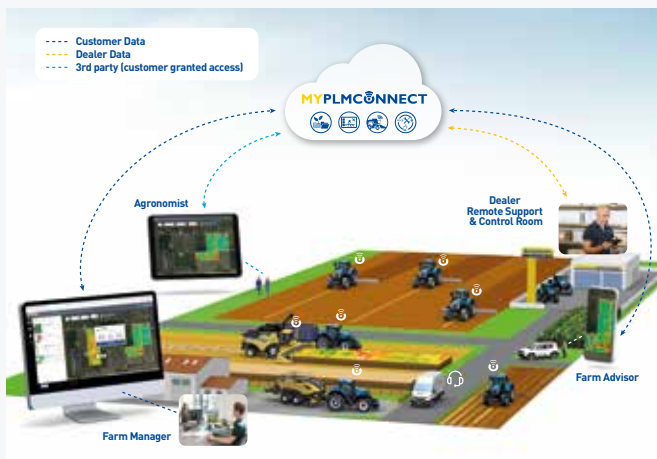 Customer Data
Dealer Data
3rd party (customer granted access)
MYPLMCONNECT
Agronomist
Dealer
Remote Support
& Control Room
Farm Advisor
Farm Manager